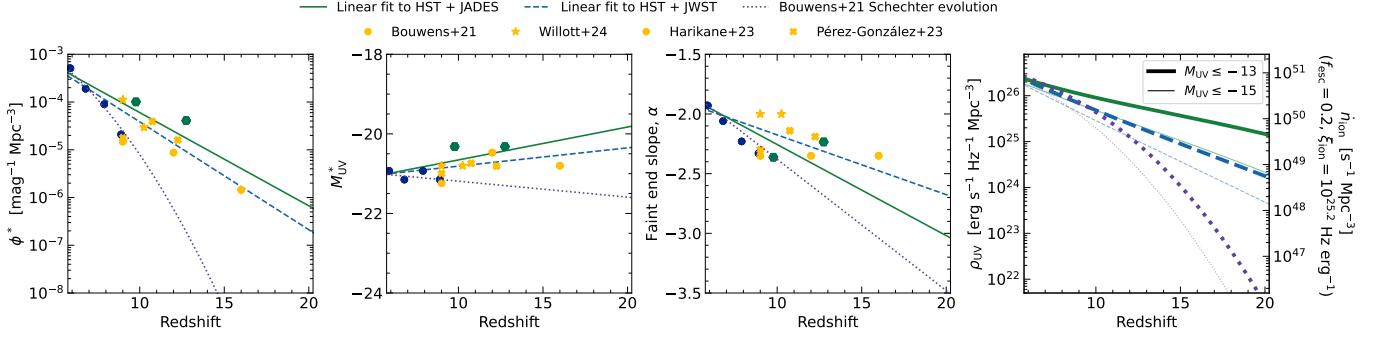 Linear fit to HST + JADES
Linear fit to HST + JWST
Bouwens+21 Schechter evolution
Bouwens+21
Willott+24
Harikane+23
Pérez-González+23
ϕ* [mag⁻¹ Mpc⁻³]
10⁻³
10⁻⁴
10⁻⁵
10⁻⁶
10⁻⁷
10⁻⁸
10
15
20
Redshift
M*UV
−18
−20
−22
−24
10
15
20
Redshift
Faint end slope, α
−1.5
−2.0
−2.5
−3.0
−3.5
10
15
20
Redshift
ρUV [erg s⁻¹ Hz⁻¹ Mpc⁻³]
10²⁶
10²⁵
10²⁴
10²³
10²²
MUV ≤ −13
MUV ≤ −15
10
15
20
Redshift
10⁵¹
10⁵⁰
10⁴⁹
10⁴⁸
10⁴⁷
ṅion [s⁻¹ Mpc⁻³]
(fesc = 0.2, ξion = 10²⁵·² Hz erg⁻¹)